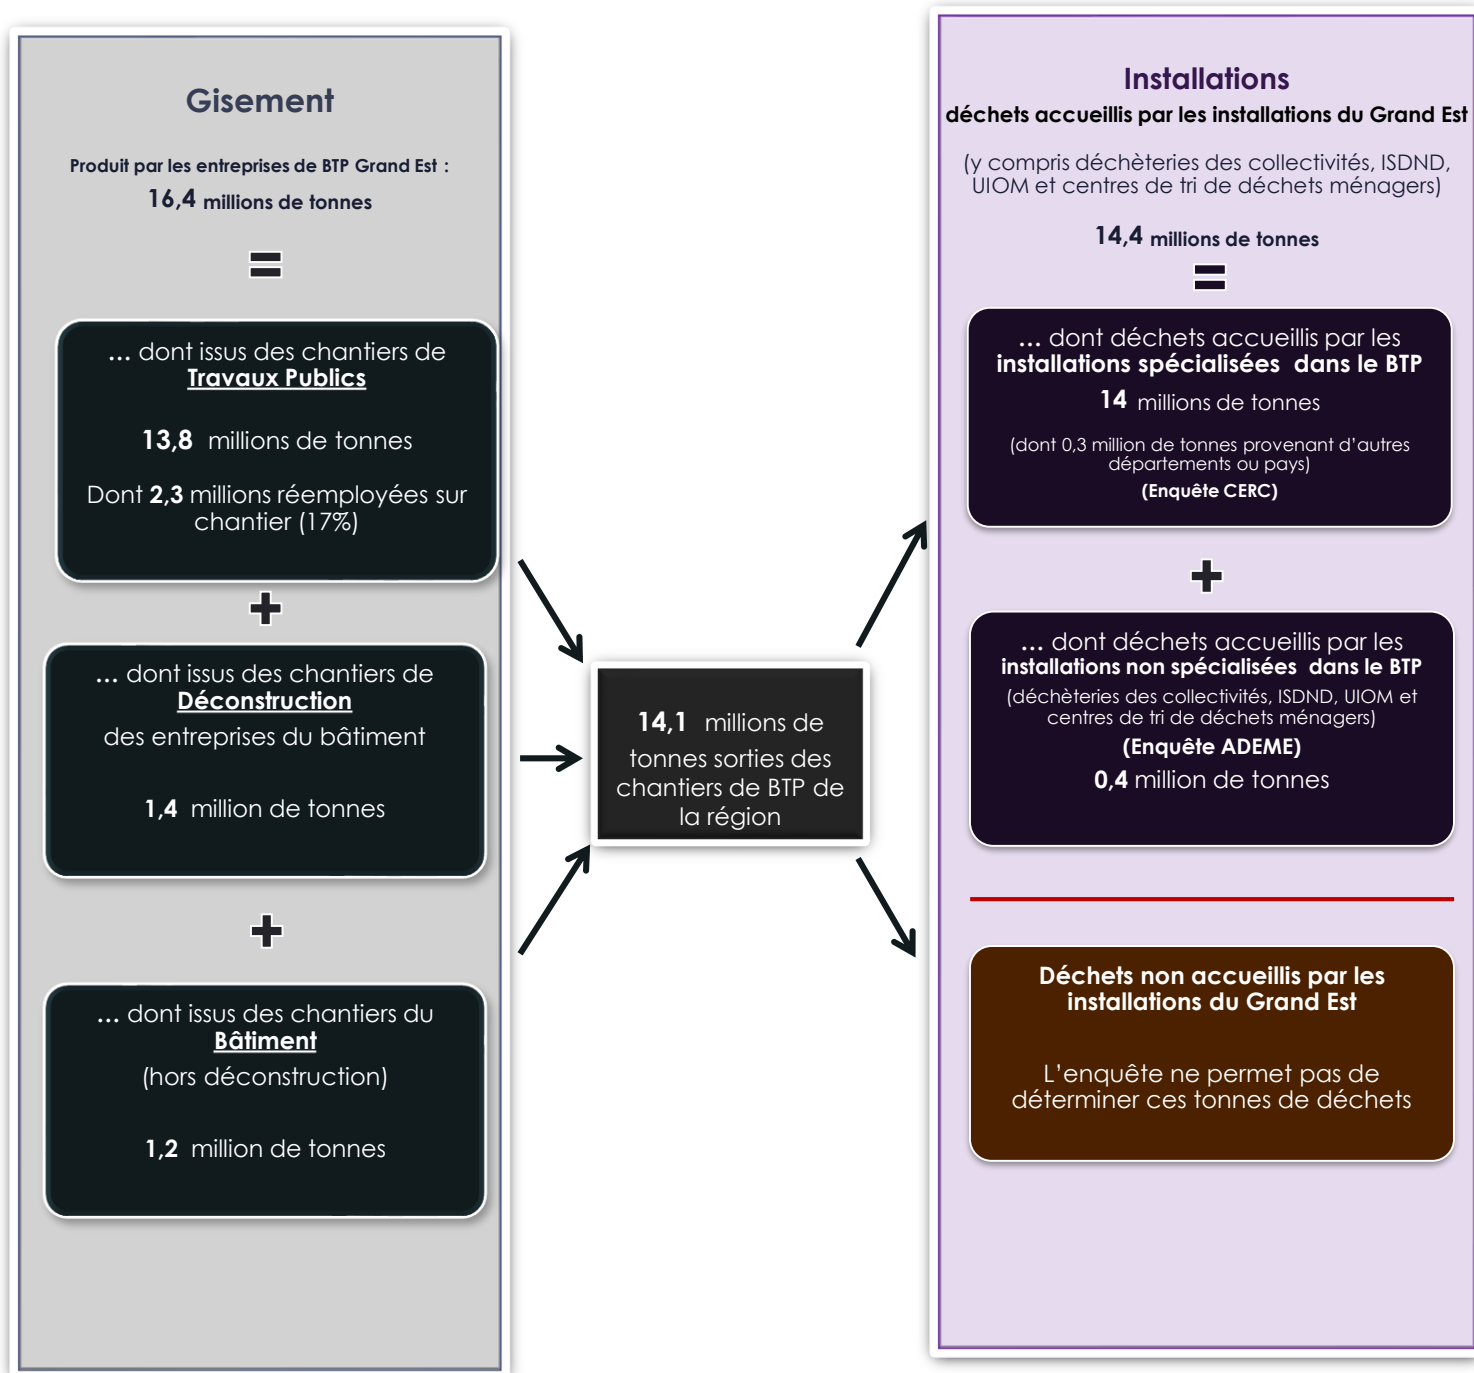 Gisement
Produit par les entreprises de BTP Grand Est :
16,4 millions de tonnes
=
... dont issus des chantiers de
Travaux Publics
13,8 millions de tonnes
Dont 2,3 millions réemployées sur
chantier (17%)
+
... dont issus des chantiers de
Déconstruction
des entreprises du bâtiment
1,4 million de tonnes
+
... dont issus des chantiers du
Bâtiment
(hors déconstruction)
1,2 million de tonnes
14,1 millions de
tonnes sorties des
chantiers de BTP de
la région
Installations
déchets accueillis par les installations du Grand Est
(y compris déchèteries des collectivités, ISDND,
UIOM et centres de tri de déchets ménagers)
14,4 millions de tonnes
=
... dont déchets accueillis par les
installations spécialisées dans le BTP
14 millions de tonnes
(dont 0,3 million de tonnes provenant d'autres
départements ou pays)
(Enquête CERC)
+
... dont déchets accueillis par les
installations non spécialisées dans le BTP
(déchèteries des collectivités, ISDND, UIOM et
centres de tri de déchets ménagers)
(Enquête ADEME)
0,4 million de tonnes
Déchets non accueillis par les
installations du Grand Est
L'enquête ne permet pas de
déterminer ces tonnes de déchets